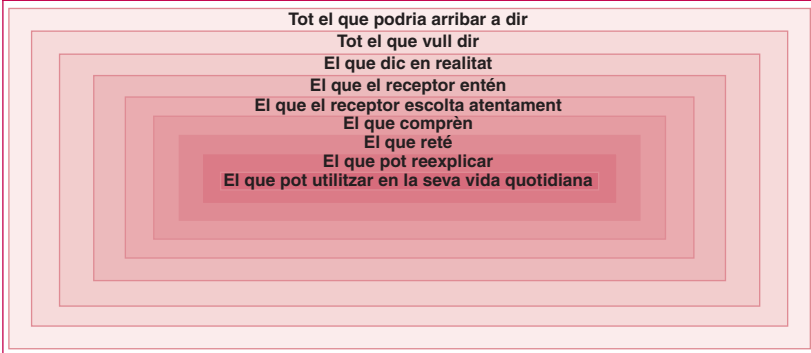 Tot el que podria arribar a dir
Tot el que vull dir
El que dic en realitat
El que el receptor entén
El que el receptor escolta atentament
El que comprèn
El que reté
El que pot reexplicar
El que pot utilitzar en la seva vida quotidiana